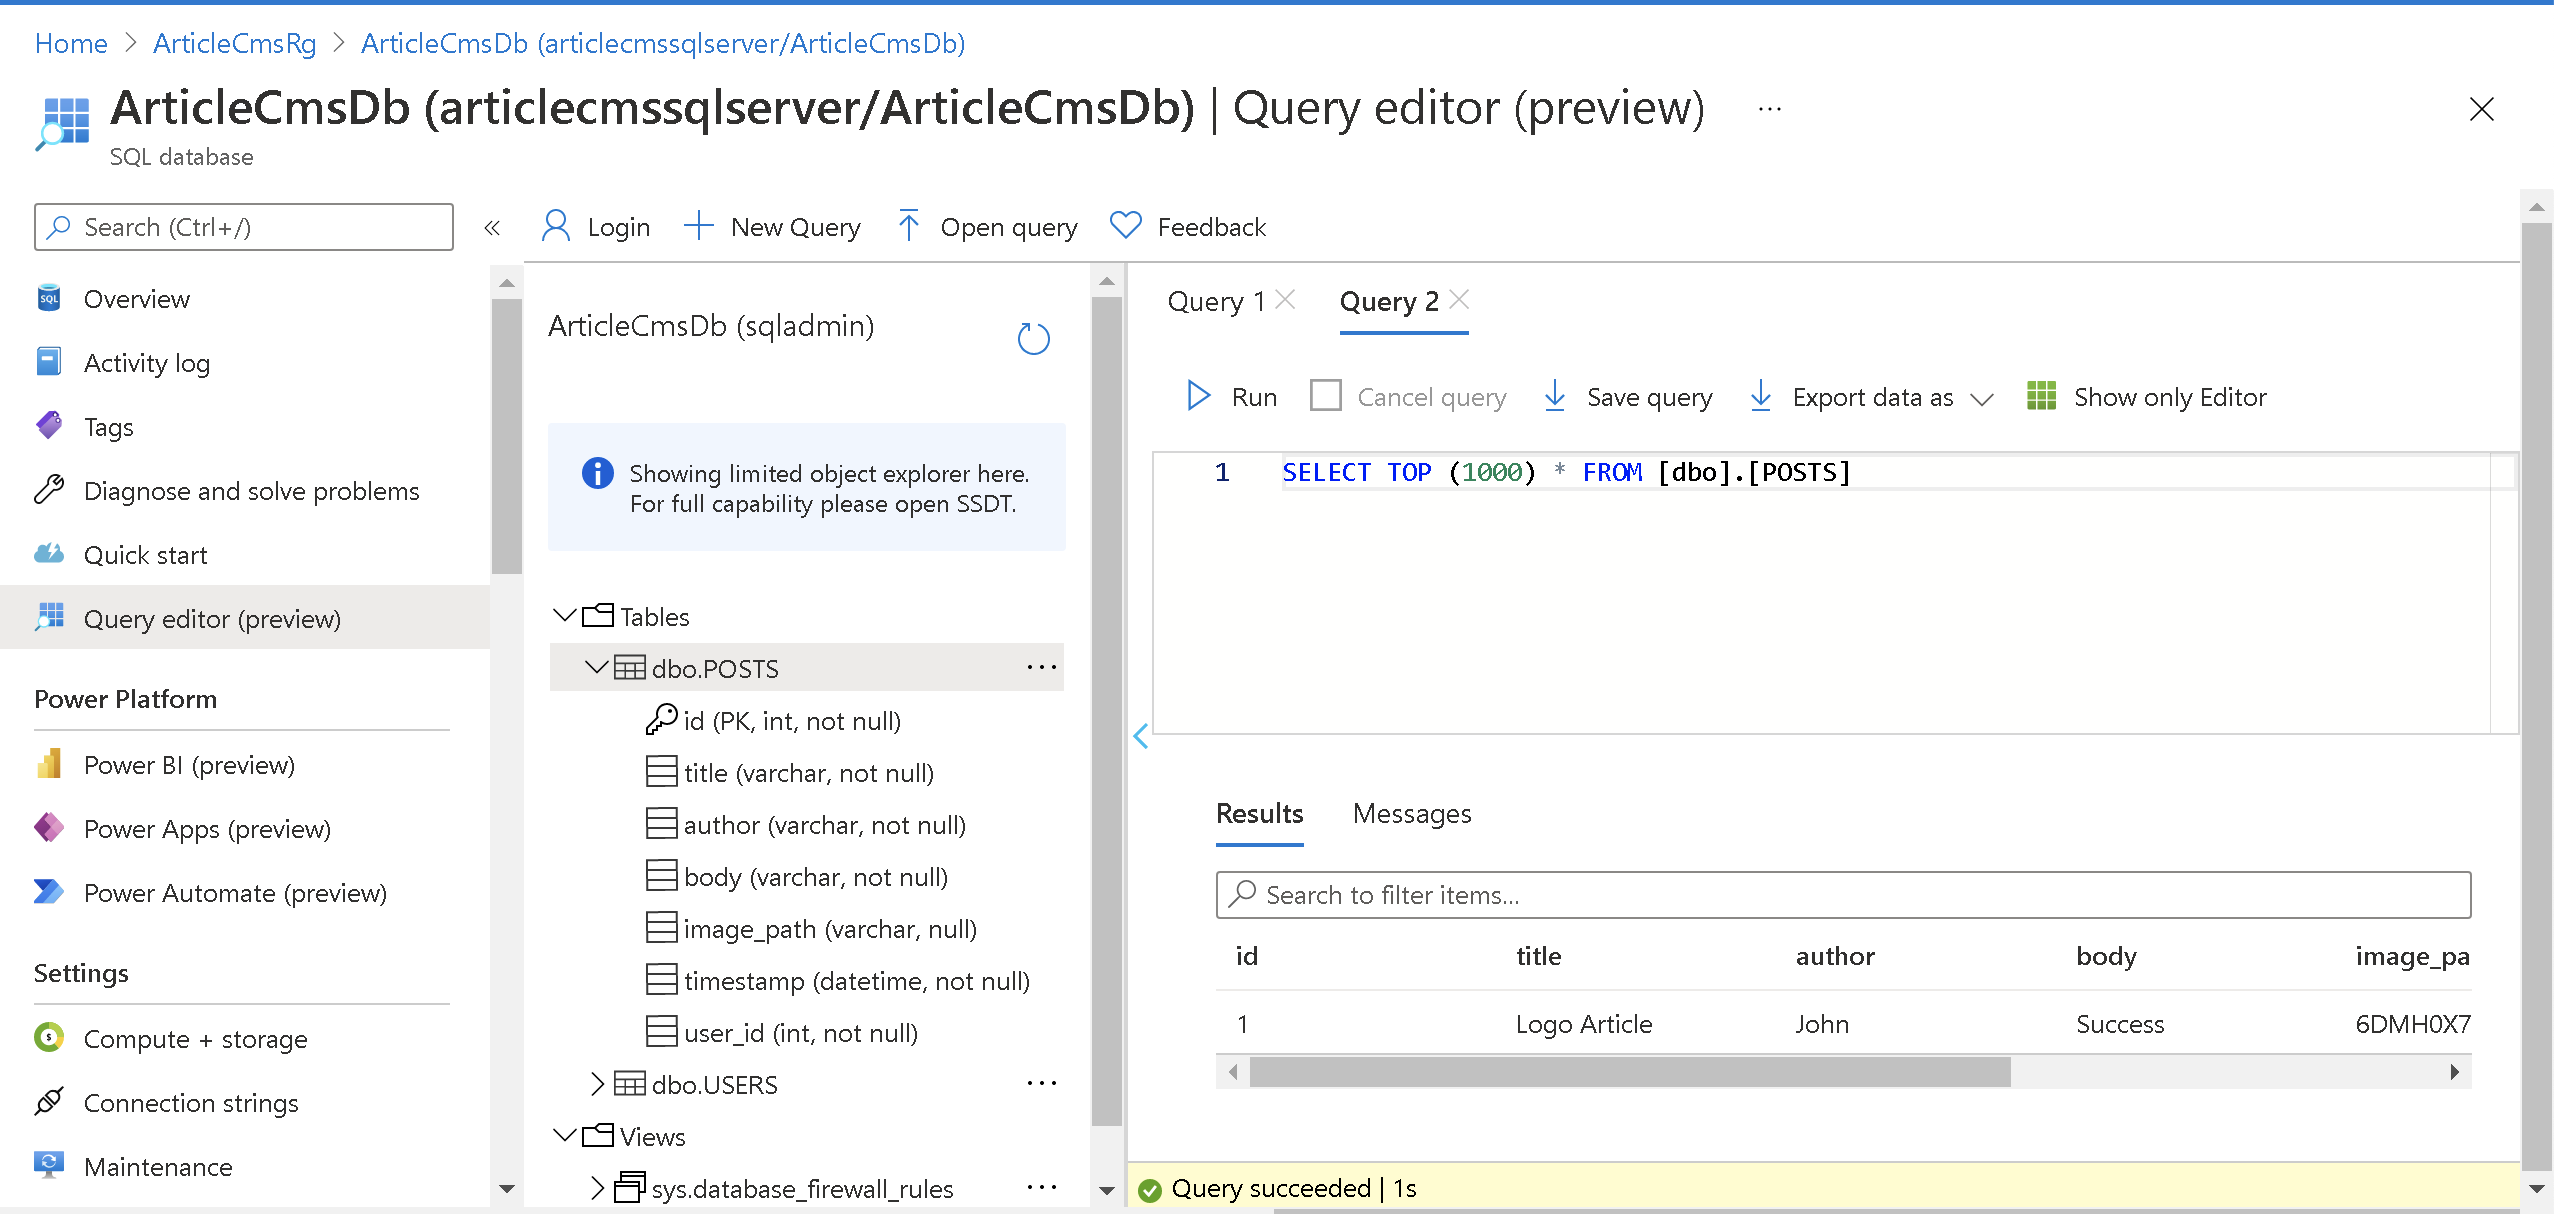 Home > ArticleCmsRg > ArticleCmsDb (articlecmssqlserver/ArticleCmsDb)
ArticleCmsDb (articlecmssqlserver/ArticleCmsDb) | Query editor (preview) ...
SQL database
Search (Ctrl+/)
«
Overview
Activity log
Tags
Diagnose and solve problems
Quick start
Query editor (preview)
Power Platform
Power BI (preview)
Power Apps (preview)
Power Automate (preview)
Settings
Compute + storage
Connection strings
Maintenance
Login
New Query
Open query
Feedback
ArticleCmsDb (sqladmin)
Showing limited object explorer here.
For full capability please open SSDT.
Tables
dbo.POSTS ...
id (PK, int, not null)
title (varchar, not null)
author (varchar, not null)
body (varchar, not null)
image_path (varchar, null)
timestamp (datetime, not null)
user_id (int, not null)
dbo.USERS ...
Views
sys.database_firewall_rules ...
Query 1
Query 2
Run
Cancel query
Save query
Export data as
Show only Editor
1 SELECT TOP (1000) * FROM [dbo].[POSTS]
Results
Messages
Search to filter items...
id title author body image_pa
1 Logo Article John Success 6DMH0X7
Query succeeded | 1s